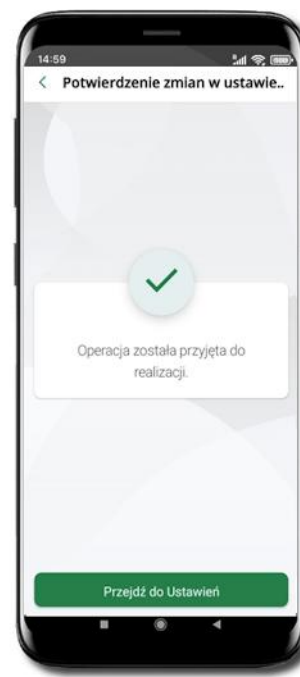 14:59
Potwierdzenie zmian w ustawie..
Operacja została przyjęta do
realizacji.
Przejdź do Ustawień